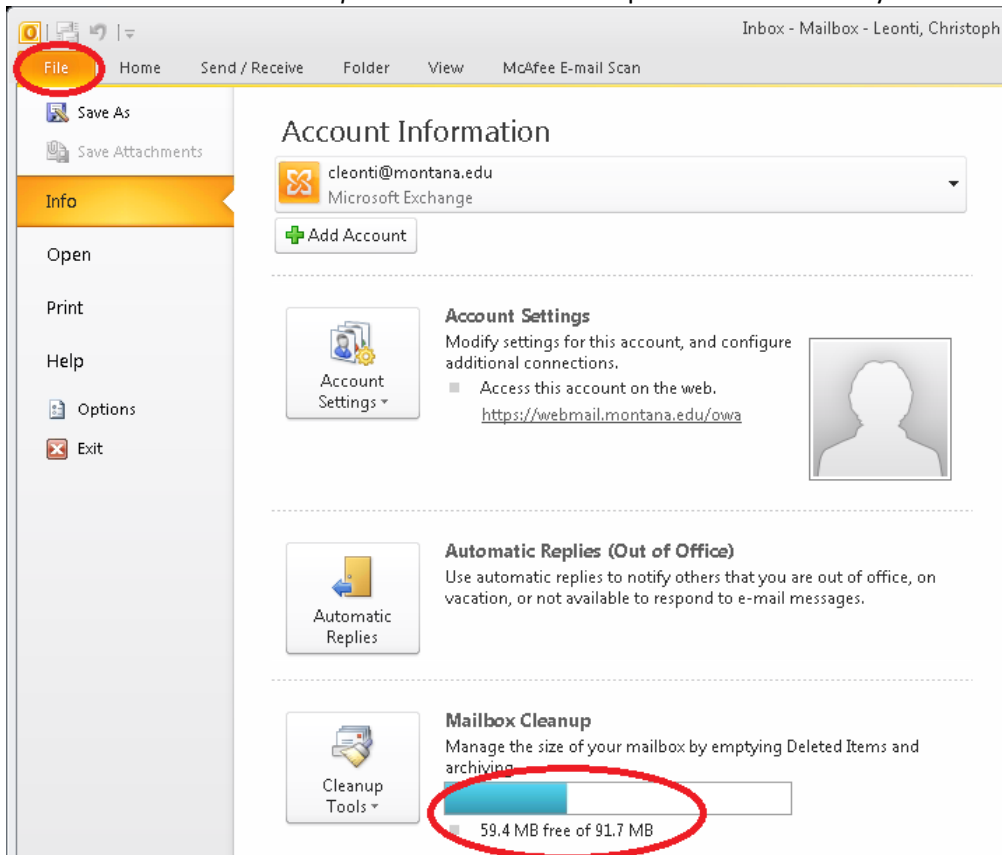 Inbox - Mailbox - Leonti, Christoph
File Home Send / Receive Folder View McAfee E-mail Scan
Save As
Save Attachments
Info
Open
Print
Help
Options
Exit
Account Information
cleonti@montana.edu
Microsoft Exchange
Add Account
Account Settings
Account Settings
Modify settings for this account, and configure
additional connections.
Access this account on the web.
https://webmail.montana.edu/owa
Automatic
Replies
Automatic Replies (Out of Office)
Use automatic replies to notify others that you are out of office, on
vacation, or not available to respond to e-mail messages.
Cleanup
Tools
Mailbox Cleanup
Manage the size of your mailbox by emptying Deleted Items and
archiving
59.4 MB free of 91.7 MB